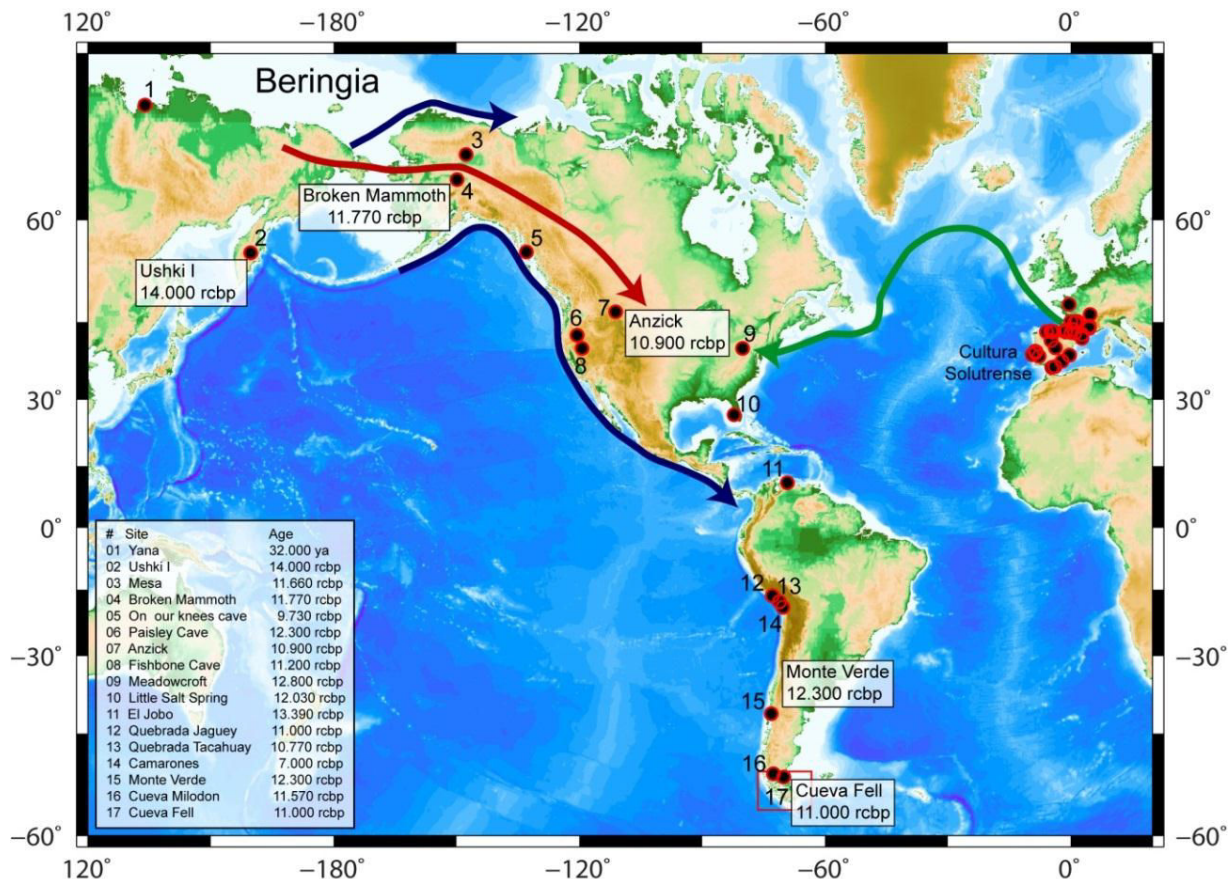 120° −180° −120° −60° 0°
Beringia
1
3
Broken Mammoth
11.770 rcbp
4
60°
60°
2
5
Ushki I
14.000 rcbp
7
6
Anzick
10.900 rcbp
9
8
Cultura
Solutrense
30°
30°
10
11
0°
0°
12
13
14
−30°
−30°
Monte Verde
12.300 rcbp
15
16
17
Cueva Fell
11.000 rcbp
# Site Age
01 Yana 32.000 ya
02 Ushki I 14.000 rcbp
03 Mesa 11.660 rcbp
04 Broken Mammoth 11.770 rcbp
05 On our knees cave 9.730 rcbp
06 Paisley Cave 12.300 rcbp
07 Anzick 10.900 rcbp
08 Fishbone Cave 11.200 rcbp
09 Meadowcroft 12.800 rcbp
10 Little Salt Spring 12.030 rcbp
11 El Jobo 13.390 rcbp
12 Quebrada Jaguey 11.000 rcbp
13 Quebrada Tacahuay 10.770 rcbp
14 Camarones 7.000 rcbp
15 Monte Verde 12.300 rcbp
16 Cueva Milodon 11.570 rcbp
17 Cueva Fell 11.000 rcbp
−60°
−60°
120° −180° −120° −60° 0°